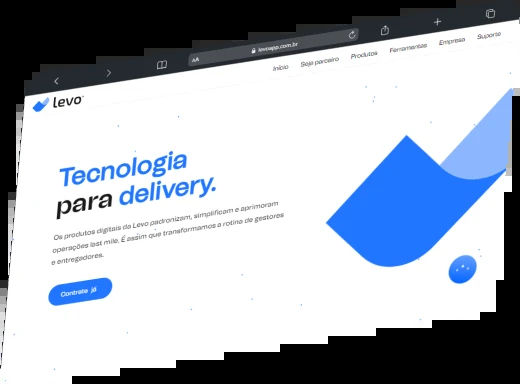 AA levoapp.com.br
levo
Início Seja parceiro Produtos Ferramentas Empresa Suporte
Tecnologia
para delivery.
Os produtos digitais da Levo padronizam, simplificam e aprimoram
operações last mile. É assim que transformamos a rotina de gestores
e entregadores.
Contrate já